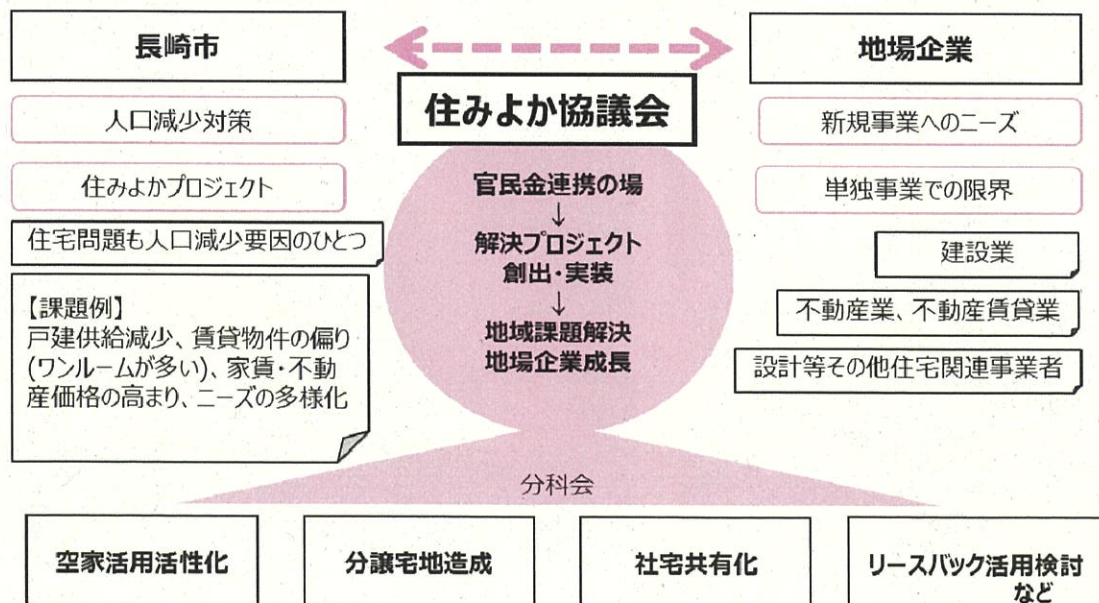 長崎市
地場企業
住みよか協議会
人口減少対策
住みよかプロジェクト
住宅問題も人口減少要因のひとつ
【課題例】
戸建供給減少、賃貸物件の偏り
(ワンルームが多い)、家賃・不動
産価格の高まり、ニーズの多様化
官民金連携の場
↓
解決プロジェクト
創出・実装
↓
地域課題解決
地場企業成長
新規事業へのニーズ
単独事業での限界
建設業
不動産業、不動産賃貸業
設計等その他住宅関連事業者
分科会
空家活用活性化
分譲宅地造成
社宅共有化
リースバック活用検討
など